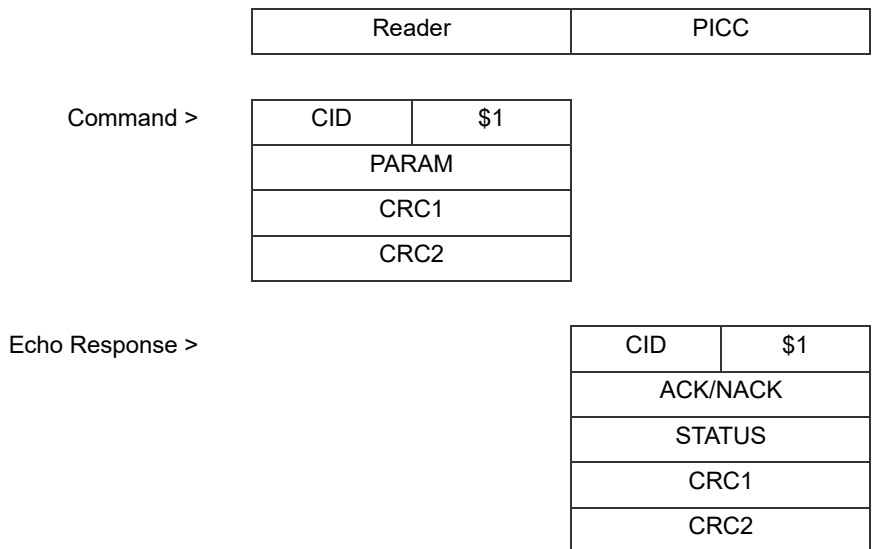 Reader PICC
Command > CID $1
PARAM
CRC1
CRC2
Echo Response > CID $1
ACK/NACK
STATUS
CRC1
CRC2